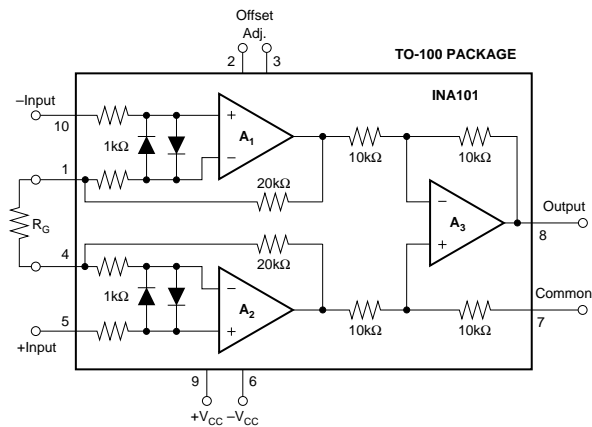 Offset
Adj.
2 3
TO-100 PACKAGE
INA101
–Input
10
1kΩ
+
A1
–
10kΩ
10kΩ
1
20kΩ
RG
–
A3
+
Output
8
4
20kΩ
1kΩ
–
A2
+
10kΩ
10kΩ
Common
7
5
+Input
9 6
+VCC –VCC